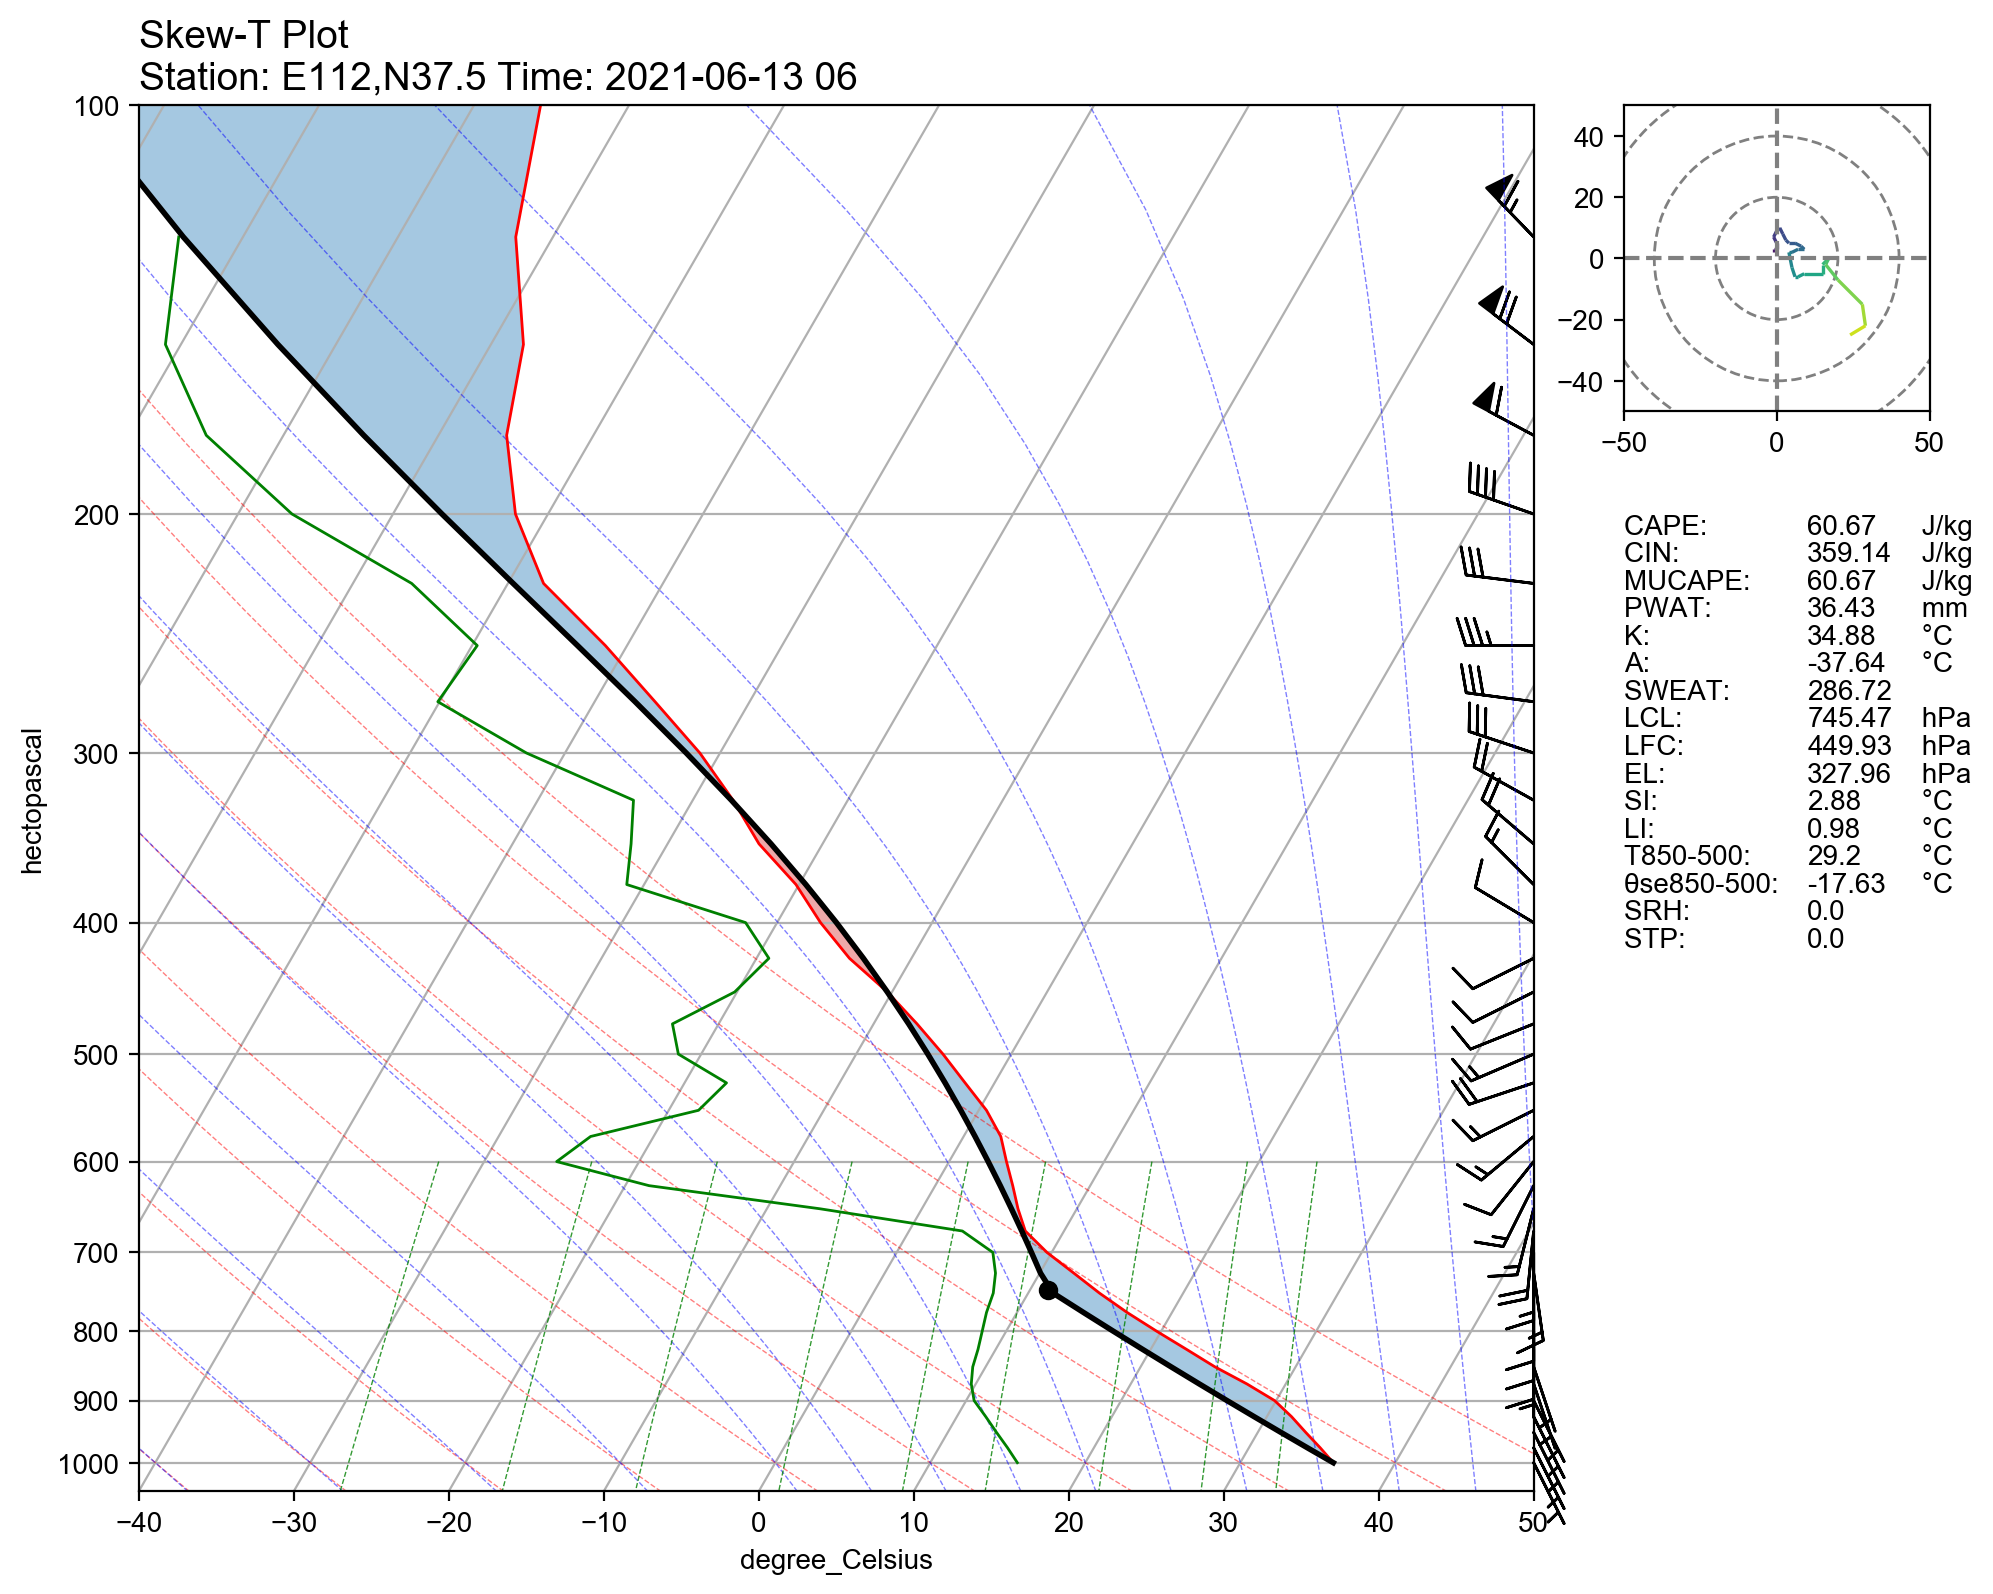 Skew-T Plot
Station: E112,N37.5 Time: 2021-06-13 06
100
200
300
400
500
600
700
800
900
1000
hectopascal
−40 −30 −20 −10 0 10 20 30 40 50
degree_Celsius
40
20
0
−20
−40
−50 0 50
CAPE: 60.67 J/kg
CIN: 359.14 J/kg
MUCAPE: 60.67 J/kg
PWAT: 36.43 mm
K: 34.88 °C
A: -37.64 °C
SWEAT: 286.72
LCL: 745.47 hPa
LFC: 449.93 hPa
EL: 327.96 hPa
SI: 2.88 °C
LI: 0.98 °C
T850-500: 29.2 °C
θse850-500: -17.63 °C
SRH: 0.0
STP: 0.0